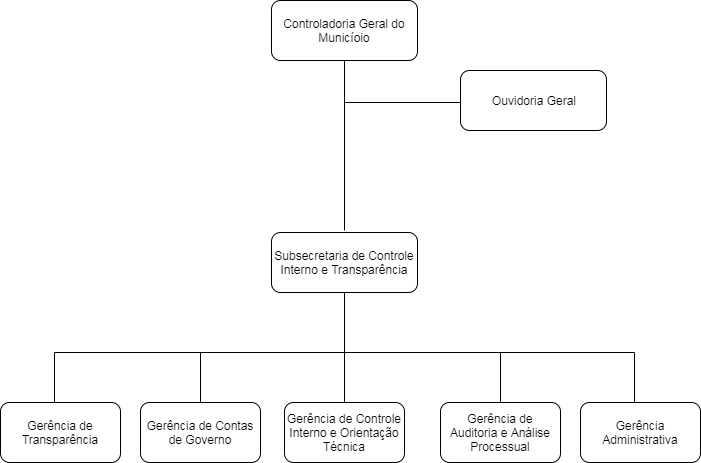 Controladoria Geral do
Municíoio
Ouvidoria Geral
Subsecretaria de Controle
Interno e Transparência
Gerência de
Transparência
Gerência de Contas
de Governo
Gerência de Controle
Interno e Orientação
Técnica
Gerência de
Auditoria e Análise
Processual
Gerência
Administrativa